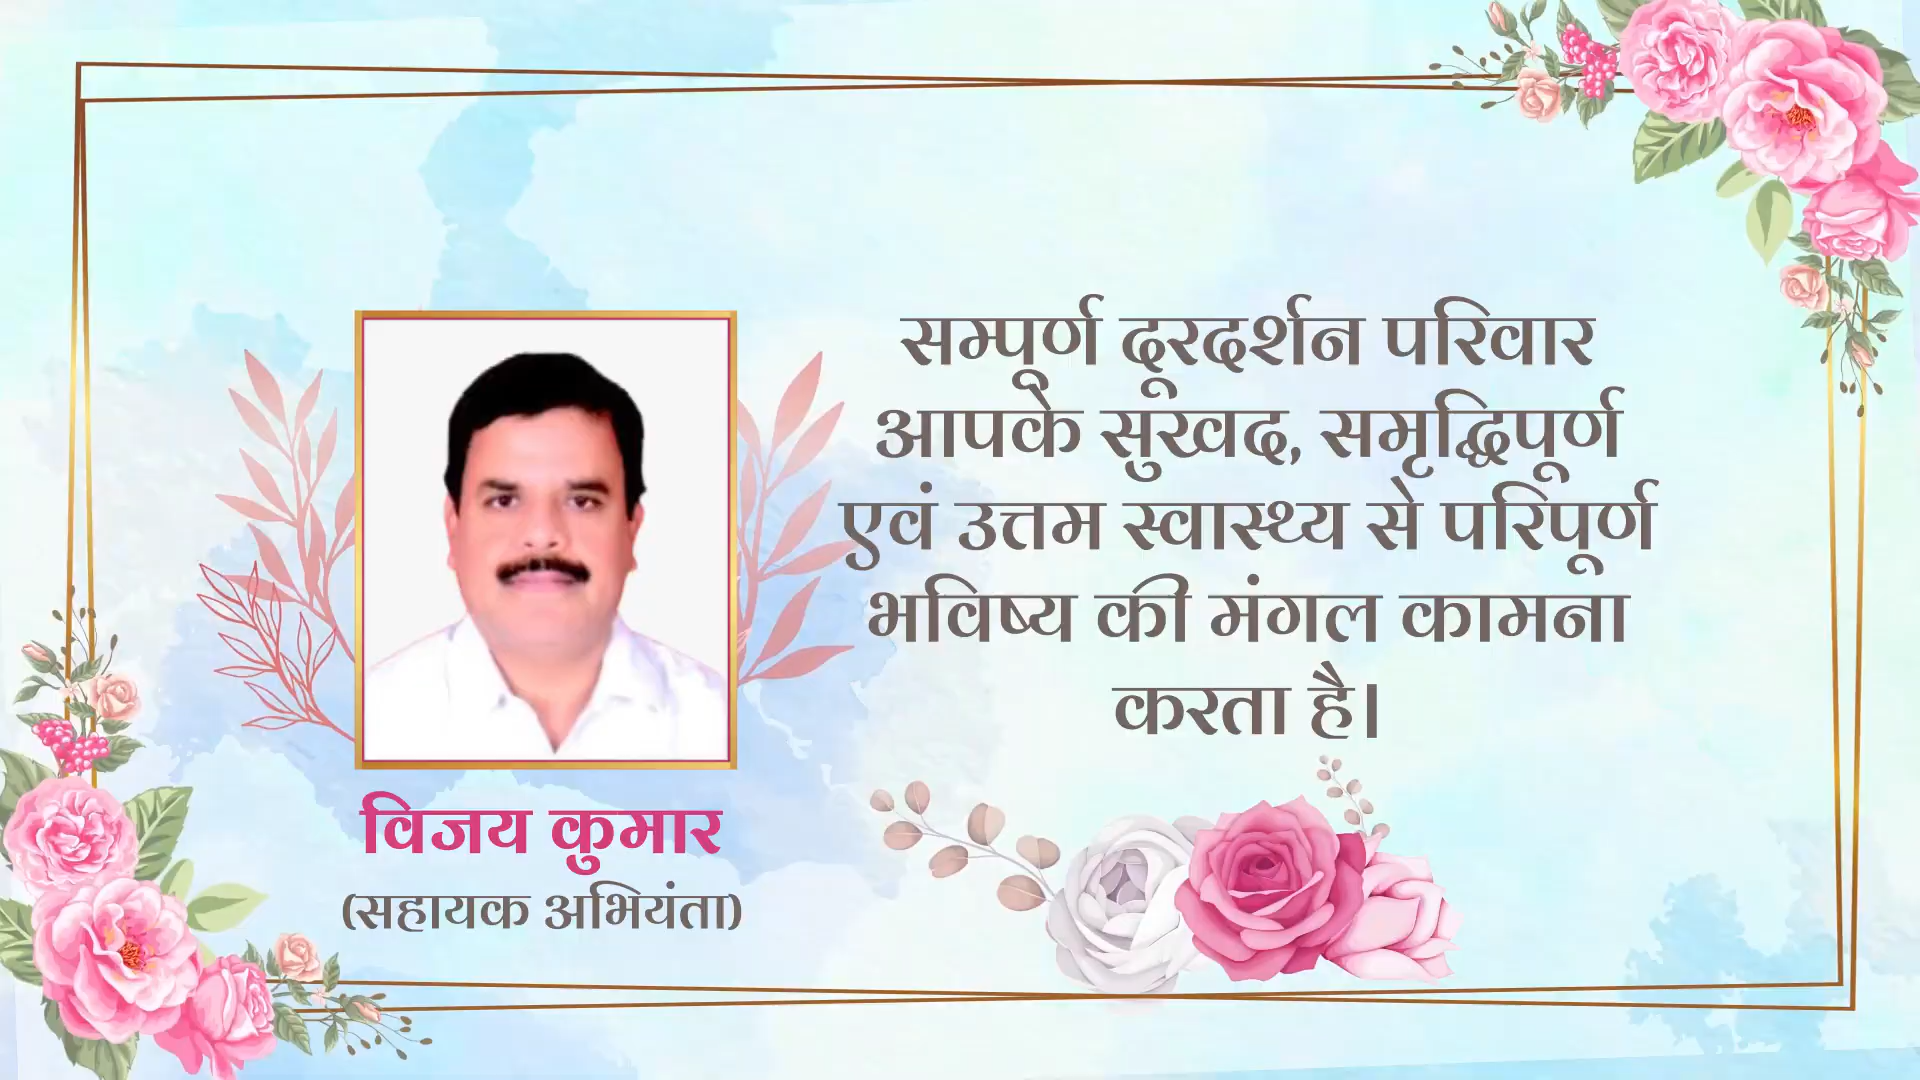 सम्पूर्ण दूरदर्शन परिवार
आपके सुखद, समृद्धिपूर्ण
एवं उत्तम स्वास्थ्य से परिपूर्ण
भविष्य की मंगल कामना
करता है।
विजय कुमार
(सहायक अभियंता)